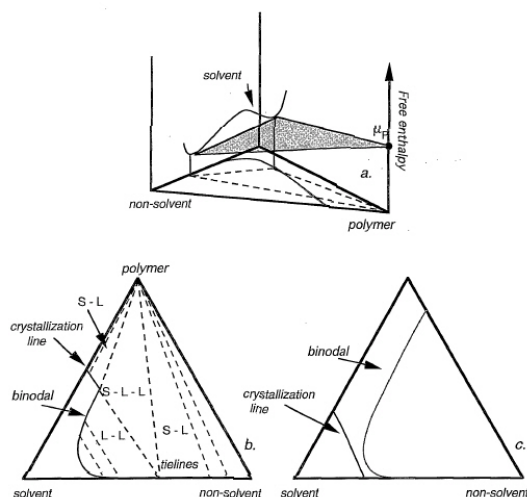 solvent
Free enthalpy
μP
a.
non-solvent
polymer
polymer
S - L
crystallization
line
binodal
S - L - L
L - L
S - L
b.
tielines
solvent
non-solvent
binodal
crystallization
line
c.
solvent
non-solvent